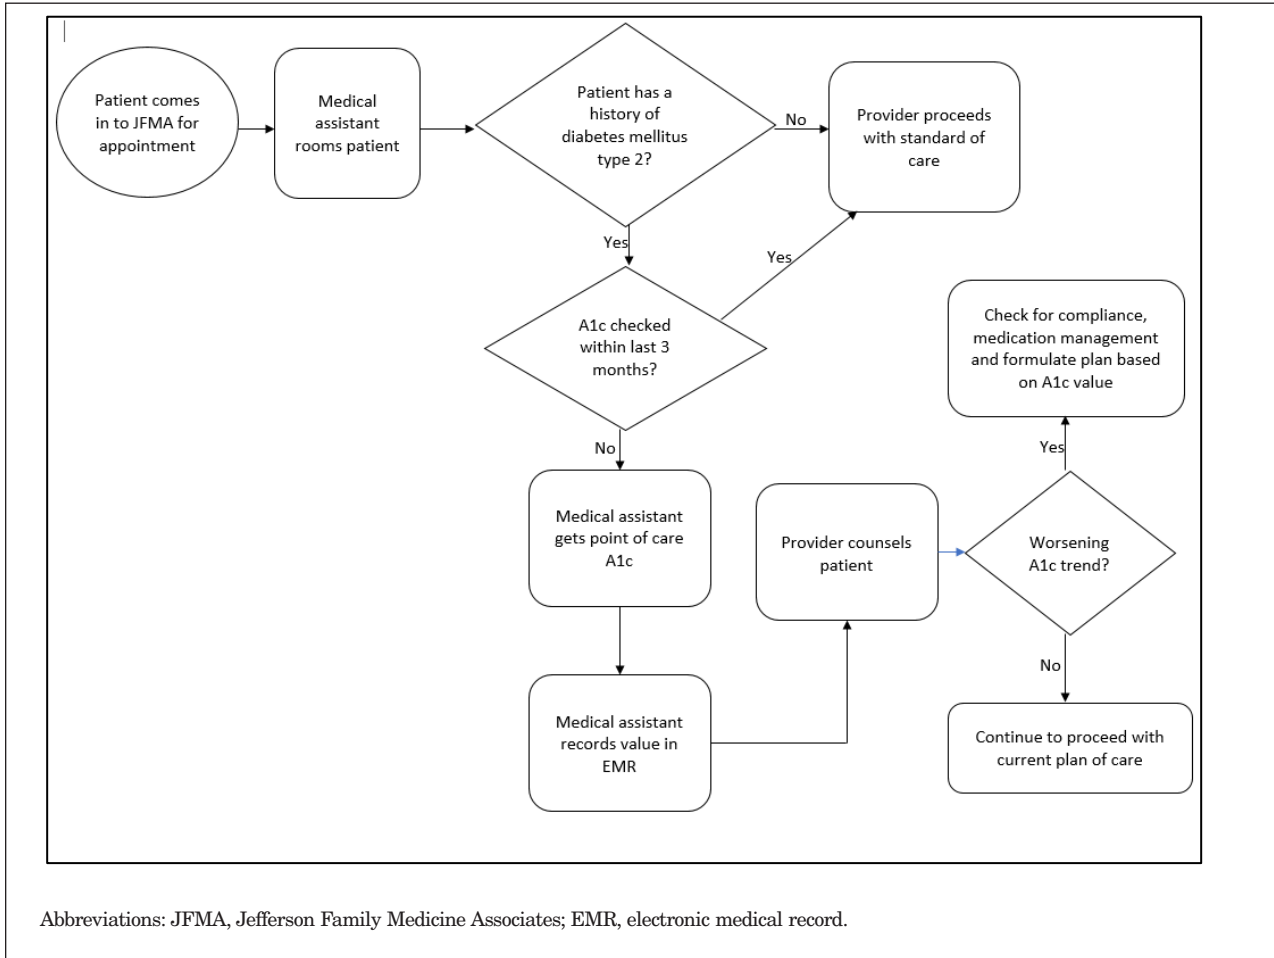 Patient comes
in to JFMA for
appointment
Medical
assistant
rooms patient
Patient has a
history of
diabetes mellitus
type 2?
No
Provider proceeds
with standard of
care
Yes
Yes
A1c checked
within last 3
months?
No
Medical assistant
gets point of care
A1c
Medical assistant
records value in
EMR
Provider counsels
patient
Worsening
A1c trend?
Yes
Check for compliance,
medication management
and formulate plan based
on A1c value
No
Continue to proceed with
current plan of care
Abbreviations: JFMA, Jefferson Family Medicine Associates; EMR, electronic medical record.